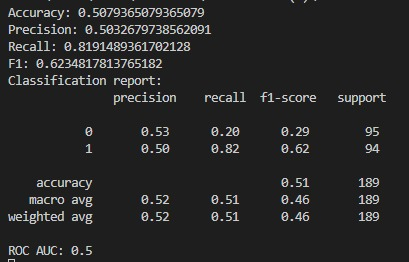 Accuracy: 0.5079365079365079
Precision: 0.5032679738562091
Recall: 0.8191489361702128
F1: 0.6234817813765182
Classification report:
precision recall f1-score support
0 0.53 0.20 0.29 95
1 0.50 0.82 0.62 94
accuracy 0.51 189
macro avg 0.52 0.51 0.46 189
weighted avg 0.52 0.51 0.46 189
ROC AUC: 0.5